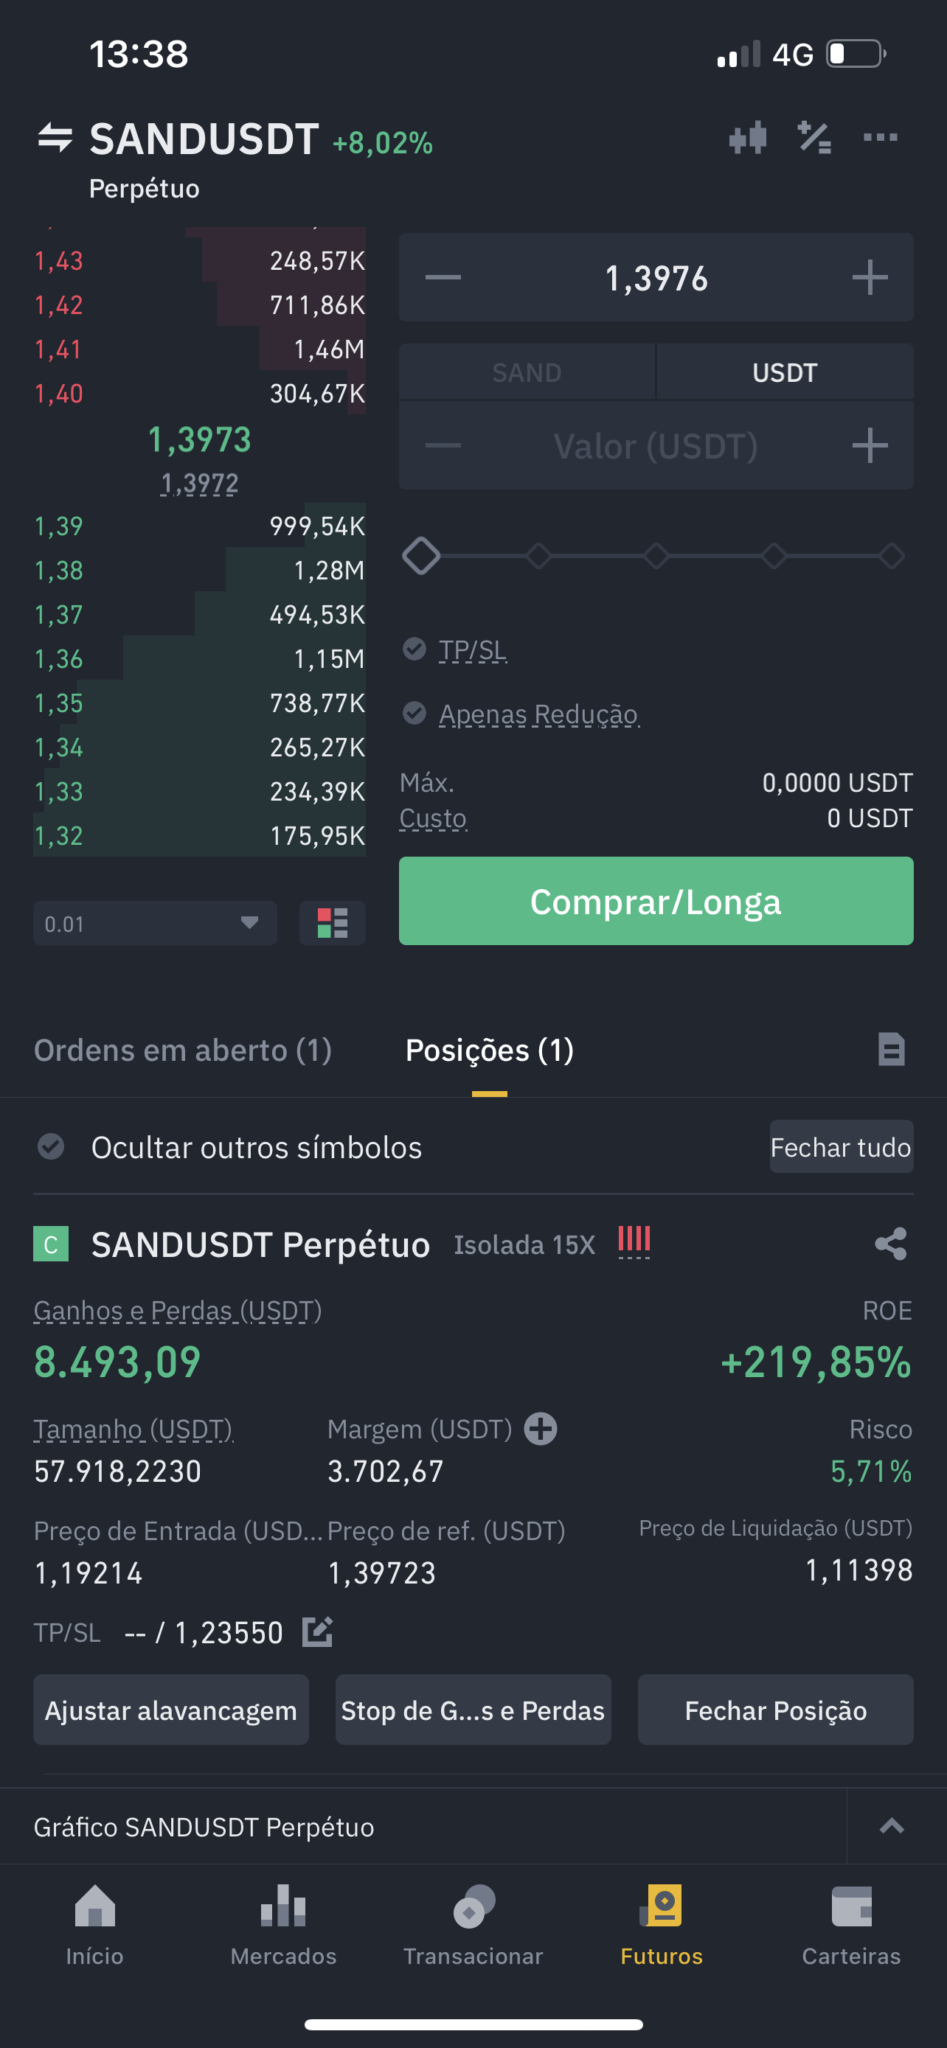 13:38
4G
SANDUSDT +8,02%
Perpétuo
1,43 248,57K
1,42 711,86K
1,41 1,46M
1,40 304,67K
1,3973
1,3972
1,39 999,54K
1,38 1,28M
1,37 494,53K
1,36 1,15M
1,35 738,77K
1,34 265,27K
1,33 234,39K
1,32 175,95K
0.01
1,3976
SAND USDT
Valor (USDT)
TP/SL
Apenas Redução
Máx. 0,0000 USDT
Custo 0 USDT
Comprar/Longa
Ordens em aberto (1) Posições (1)
Ocultar outros símbolos Fechar tudo
C SANDUSDT Perpétuo Isolada 15X
Ganhos e Perdas (USDT) ROE
8.493,09 +219,85%
Tamanho (USDT) Margem (USDT) Risco
57.918,2230 3.702,67 5,71%
Preço de Entrada (USD... Preço de ref. (USDT) Preço de Liquidação (USDT)
1,19214 1,39723 1,11398
TP/SL -- / 1,23550
Ajustar alavancagem Stop de G...s e Perdas Fechar Posição
Gráfico SANDUSDT Perpétuo
Início Mercados Transacionar Futuros Carteiras